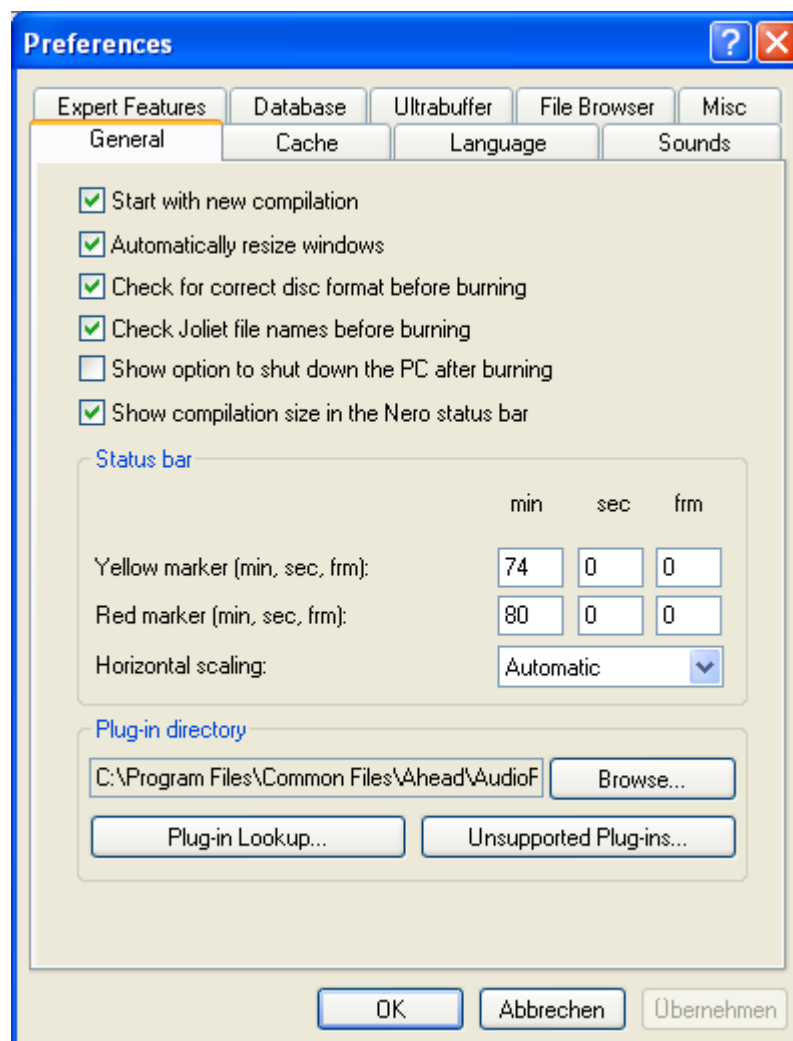 Preferences
Expert Features Database Ultrabuffer File Browser Misc
General Cache Language Sounds
Start with new compilation
Automatically resize windows
Check for correct disc format before burning
Check Joliet file names before burning
Show option to shut down the PC after burning
Show compilation size in the Nero status bar
Status bar
min sec frm
Yellow marker (min, sec, frm): 74 0 0
Red marker (min, sec, frm): 80 0 0
Horizontal scaling: Automatic
Plug-in directory
C:\Program Files\Common Files\Ahead\AudioF Browse...
Plug-in Lookup... Unsupported Plug-ins...
OK Abbrechen Übernehmen